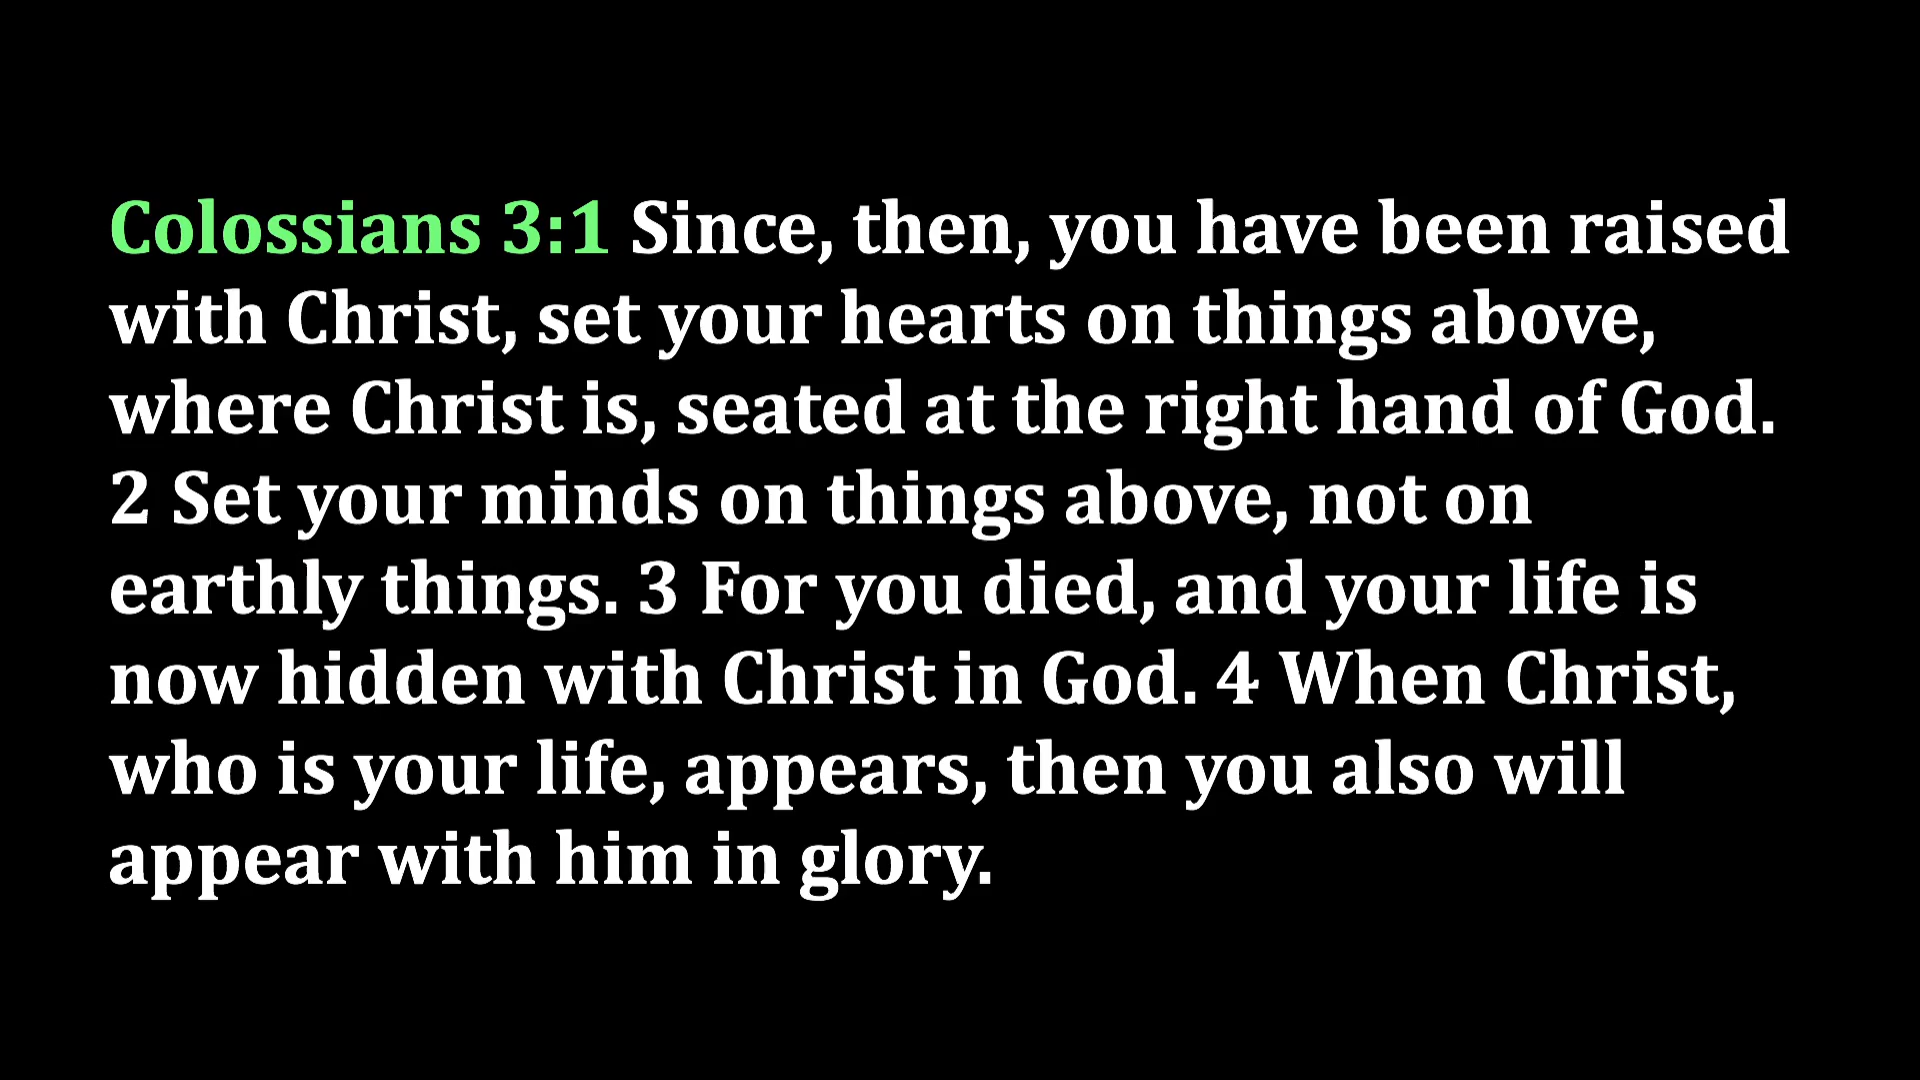 Colossians 3:1 Since, then, you have been raised
with Christ, set your hearts on things above,
where Christ is, seated at the right hand of God.
2 Set your minds on things above, not on
earthly things. 3 For you died, and your life is
now hidden with Christ in God. 4 When Christ,
who is your life, appears, then you also will
appear with him in glory.